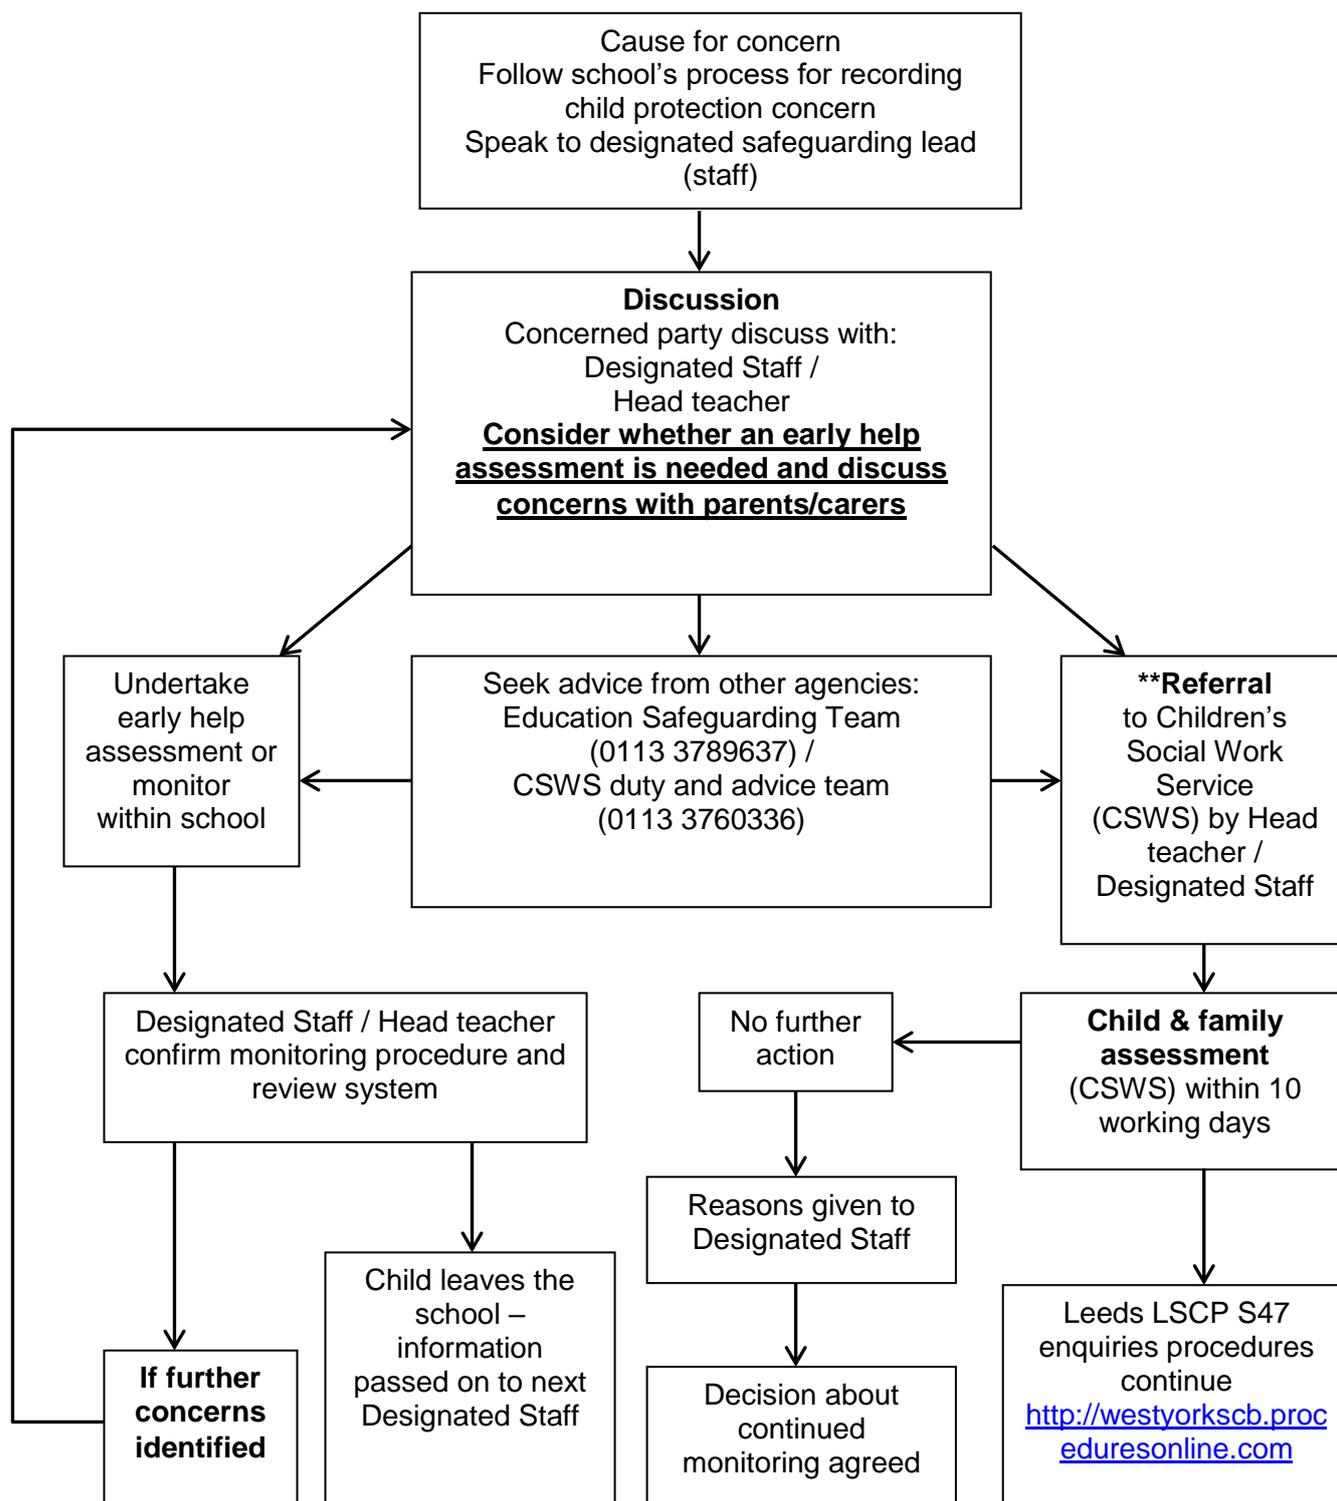 Cause for concern
Follow school’s process for recording
child protection concern
Speak to designated safeguarding lead
(staff)
Discussion
Concerned party discuss with:
Designated Staff /
Head teacher
Consider whether an early help
assessment is needed and discuss
concerns with parents/carers
Undertake
early help
assessment or
monitor
within school
Seek advice from other agencies:
Education Safeguarding Team
(0113 3789637) /
CSWS duty and advice team
(0113 3760336)
**Referral
to Children’s
Social Work
Service
(CSWS) by Head
teacher /
Designated Staff
Designated Staff / Head teacher
confirm monitoring procedure and
review system
No further
action
Child & family
assessment
(CSWS) within 10
working days
Reasons given to
Designated Staff
Child leaves the
school –
information
passed on to next
Designated Staff
Leeds LSCP S47
enquiries procedures
continue
http://westyorkscb.proc
eduresonline.com
If further
concerns
identified
Decision about
continued
monitoring agreed